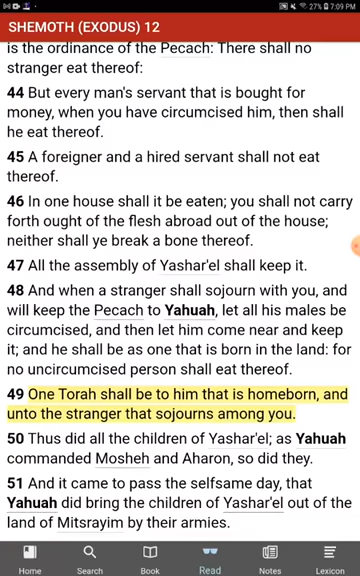 27% 7:09 PM
SHEMOTH (EXODUS) 12
is the ordinance of the Pecach: There shall no
stranger eat thereof:
44 But every man's servant that is bought for
money, when you have circumcised him, then shall
he eat thereof.
45 A foreigner and a hired servant shall not eat
thereof.
46 In one house shall it be eaten; you shall not carry
forth ought of the flesh abroad out of the house;
neither shall ye break a bone thereof.
47 All the assembly of Yashar'el shall keep it.
48 And when a stranger shall sojourn with you, and
will keep the Pecach to Yahuah, let all his males be
circumcised, and then let him come near and keep
it; and he shall be as one that is born in the land: for
no uncircumcised person shall eat thereof.
49 One Torah shall be to him that is homeborn, and
unto the stranger that sojourns among you.
50 Thus did all the children of Yashar'el; as Yahuah
commanded Mosheh and Aharon, so did they.
51 And it came to pass the selfsame day, that
Yahuah did bring the children of Yashar'el out of the
land of Mitsrayim by their armies.
Home Search Book Read Notes Lexicon